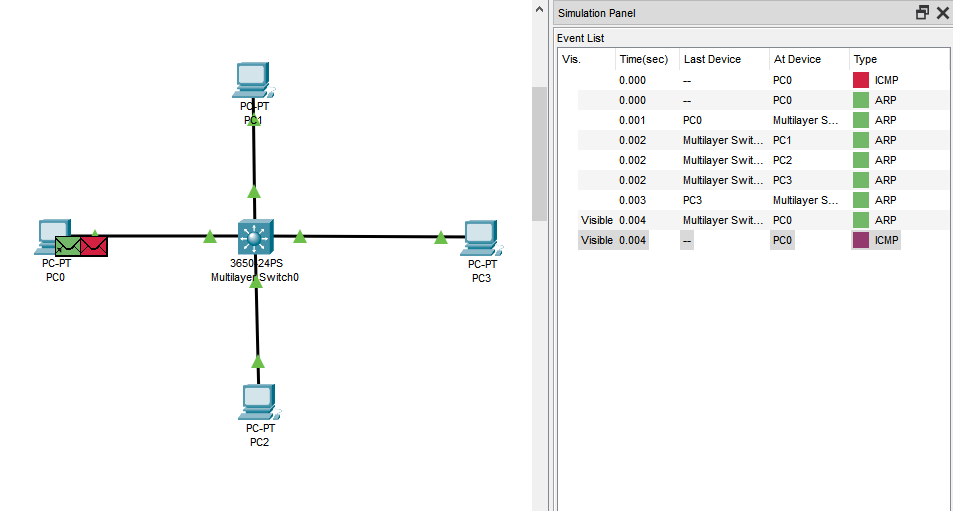 PC-PT
PC1
PC-PT
PC0
3650-24PS
Multilayer Switch0
PC-PT
PC3
PC-PT
PC2
Simulation Panel
Event List
Vis. Time(sec) Last Device At Device Type
0.000 -- PC0 ICMP
0.000 -- PC0 ARP
0.001 PC0 Multilayer S... ARP
0.002 Multilayer Swit... PC1 ARP
0.002 Multilayer Swit... PC2 ARP
0.002 Multilayer Swit... PC3 ARP
0.003 PC3 Multilayer S... ARP
Visible 0.004 Multilayer Swit... PC0 ARP
Visible 0.004 -- PC0 ICMP